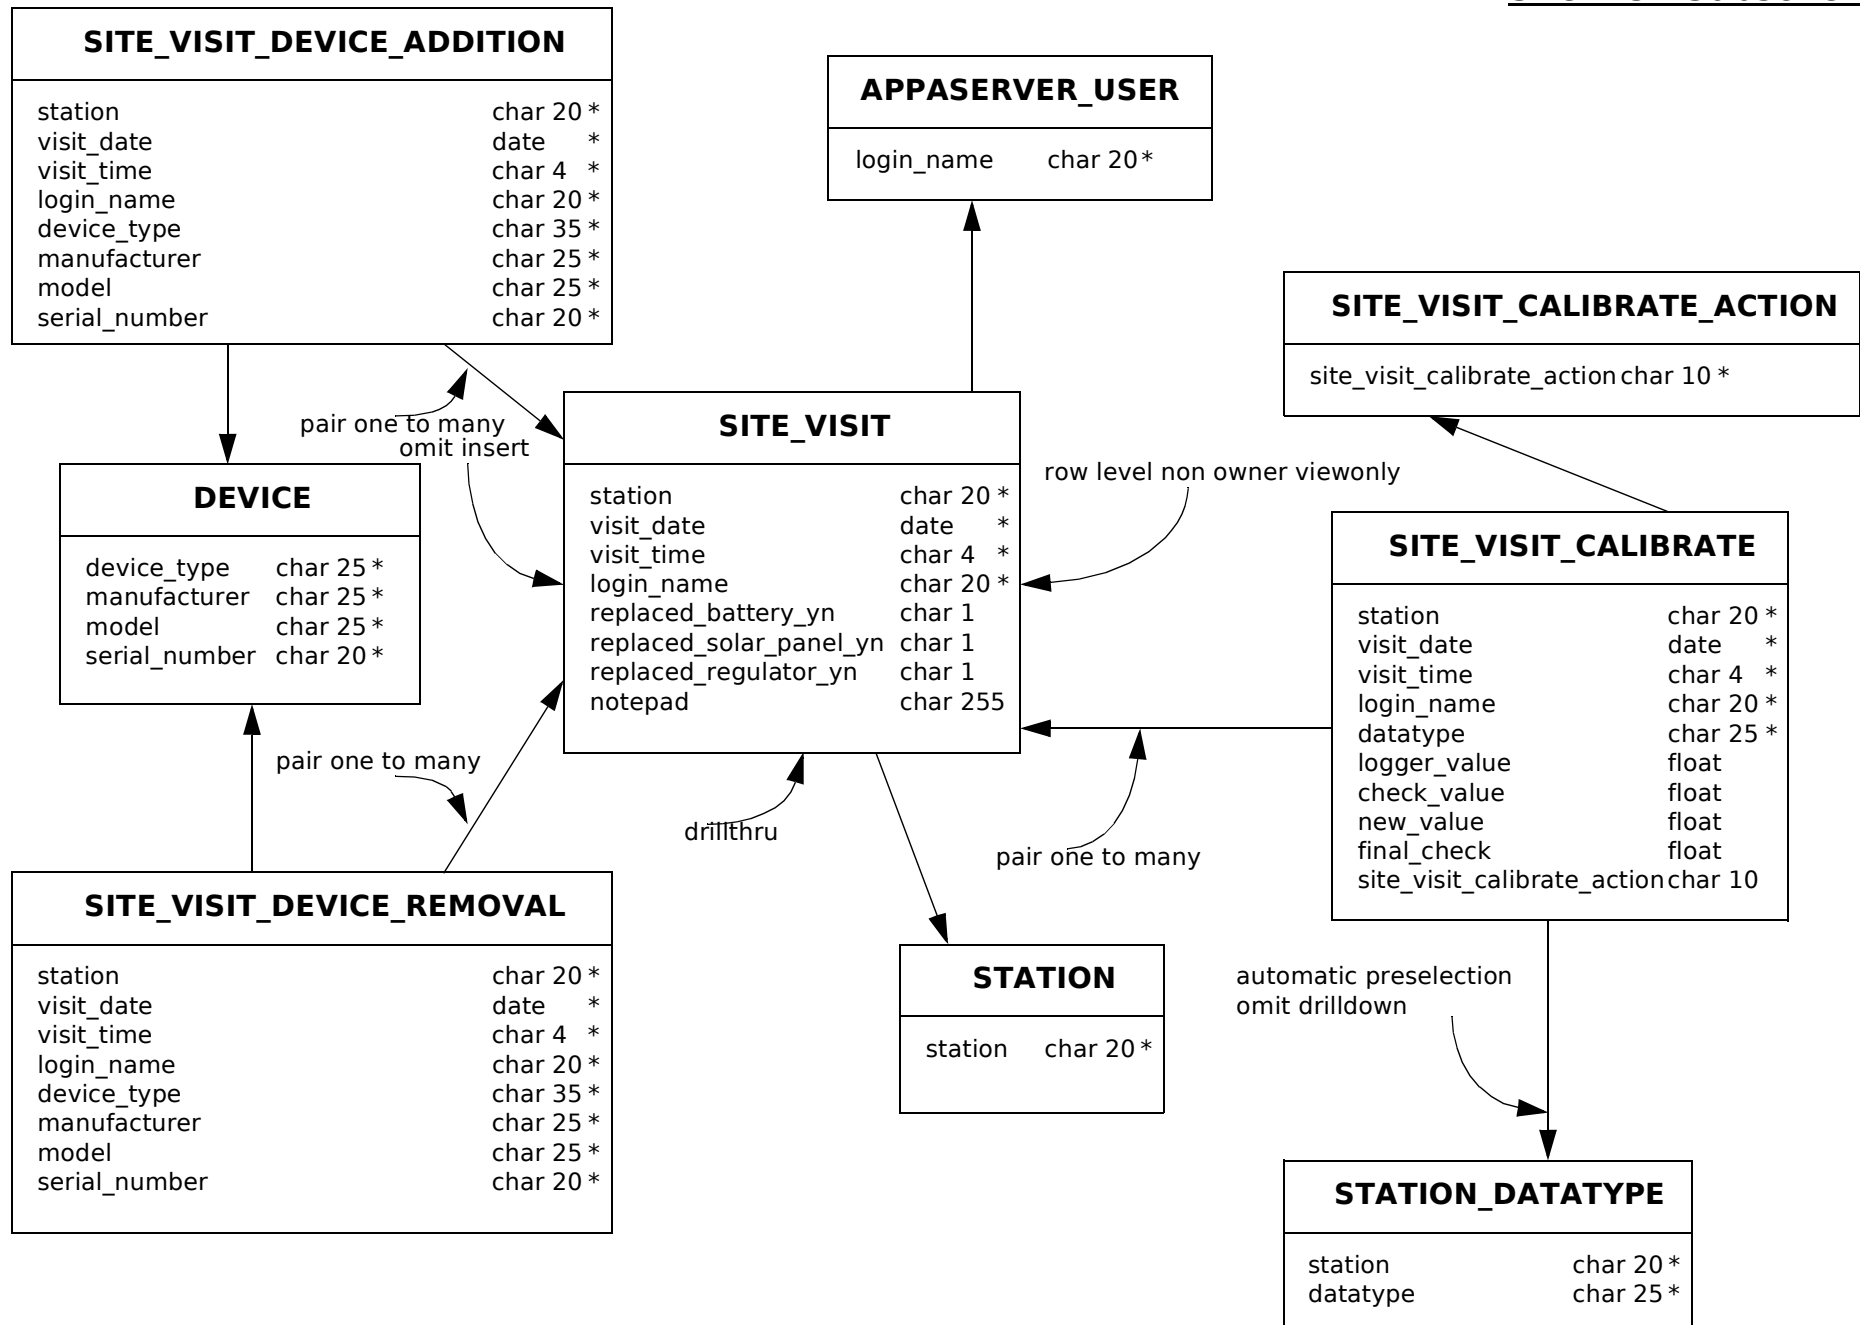 SITE_VISIT_DEVICE_ADDITION
station char 20 *
visit_date date *
visit_time char 4 *
login_name char 20 *
device_type char 35 *
manufacturer char 25 *
model char 25 *
serial_number char 20 *
APPASERVER_USER
login_name char 20 *
SITE_VISIT_CALIBRATE_ACTION
site_visit_calibrate_action char 10 *
pair one to many
omit insert
DEVICE
device_type char 25 *
manufacturer char 25 *
model char 25 *
serial_number char 20 *
SITE_VISIT
station char 20 *
visit_date date *
visit_time char 4 *
login_name char 20 *
replaced_battery_yn char 1
replaced_solar_panel_yn char 1
replaced_regulator_yn char 1
notepad char 255
row level non owner viewonly
SITE_VISIT_CALIBRATE
station char 20 *
visit_date date *
visit_time char 4 *
login_name char 20 *
datatype char 25 *
logger_value float
check_value float
new_value float
final_check float
site_visit_calibrate_action char 10
pair one to many
drillthru
pair one to many
SITE_VISIT_DEVICE_REMOVAL
station char 20 *
visit_date date *
visit_time char 4 *
login_name char 20 *
device_type char 35 *
manufacturer char 25 *
model char 25 *
serial_number char 20 *
STATION
station char 20 *
automatic preselection
omit drilldown
STATION_DATATYPE
station char 20 *
datatype char 25 *